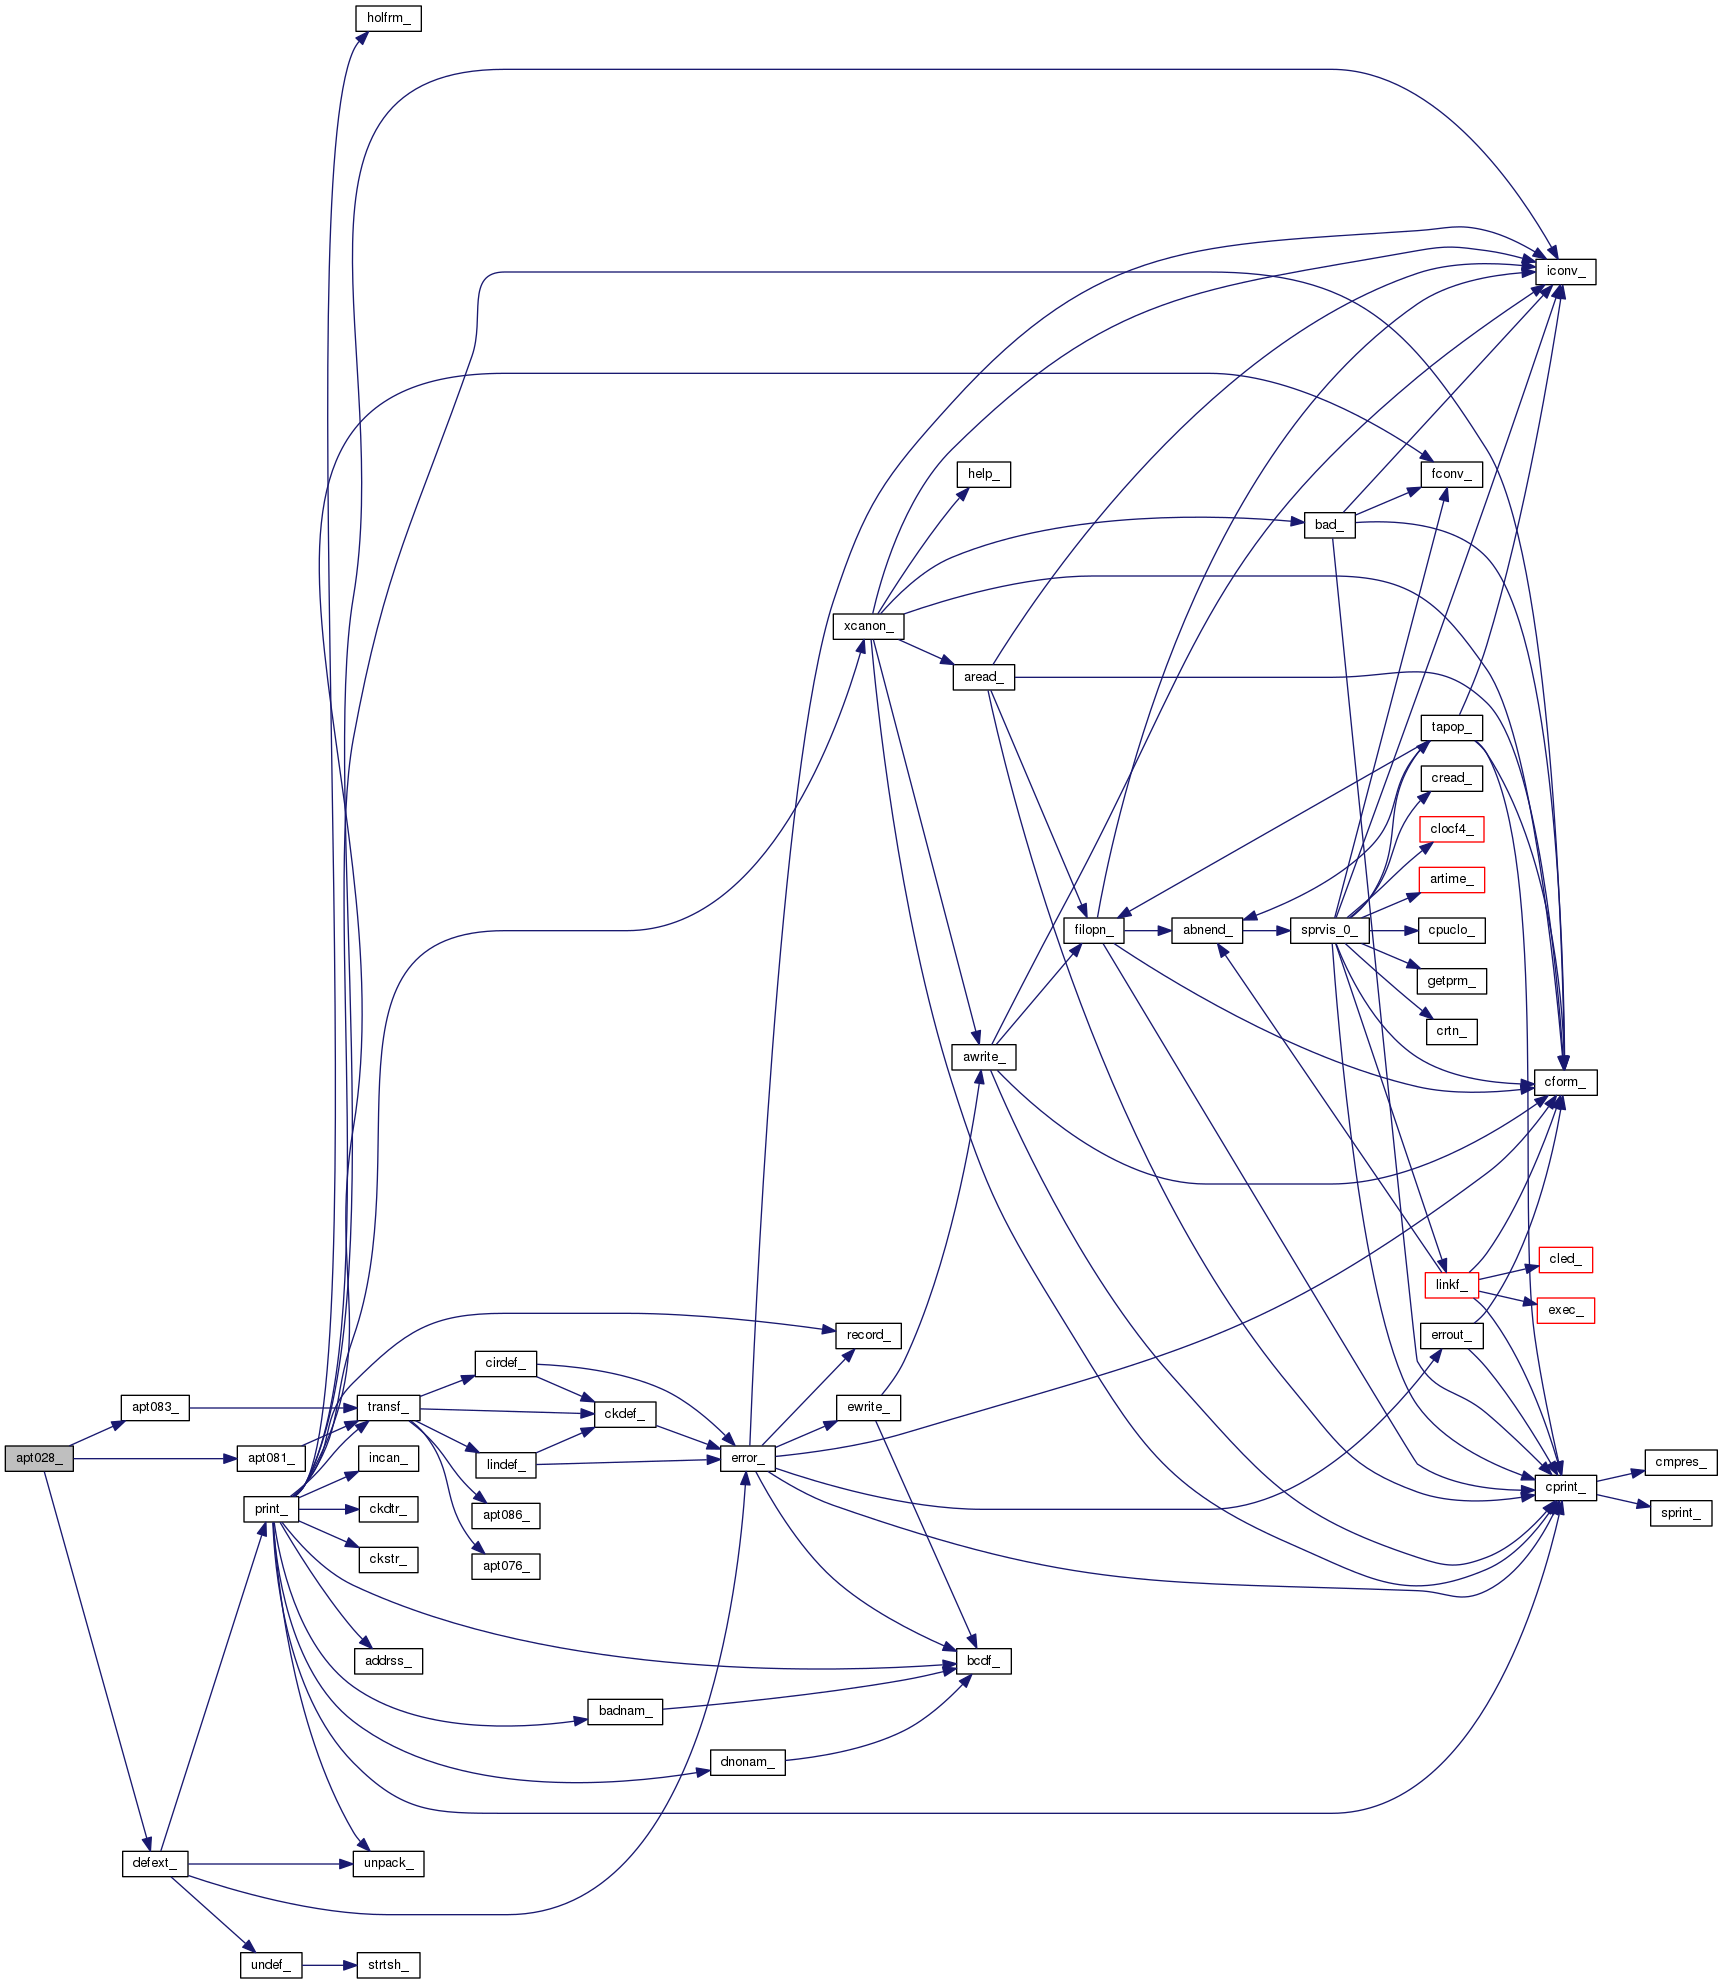 holfrm_
iconv_
help_
fconv_
bad_
xcanon_
aread_
tapop_
cread_
clocf4_
artime_
filopn_
abnend_
sprvis_0_
cpuclo_
getprm_
crtn_
awrite_
cform_
cled_
linkf_
exec_
record_
errout_
cirdef_
apt083_
transf_
ckdef_
ewrite_
apt028_
apt081_
incan_
lindef_
error_
cmpres_
cprint_
print_
ckdtr_
apt086_
sprint_
ckstr_
apt076_
addrss_
bcdf_
badnam_
dnonam_
defext_
unpack_
undef_
strtsh_